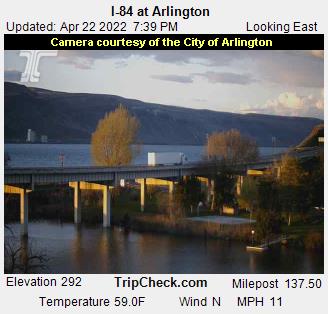 I-84 at Arlington
Updated: Apr 22 2022 7:39 PM Looking East
Camera courtesy of the City of Arlington
Elevation 292 TripCheck.com Milepost 137.50
Temperature 59.0F Wind N MPH 11